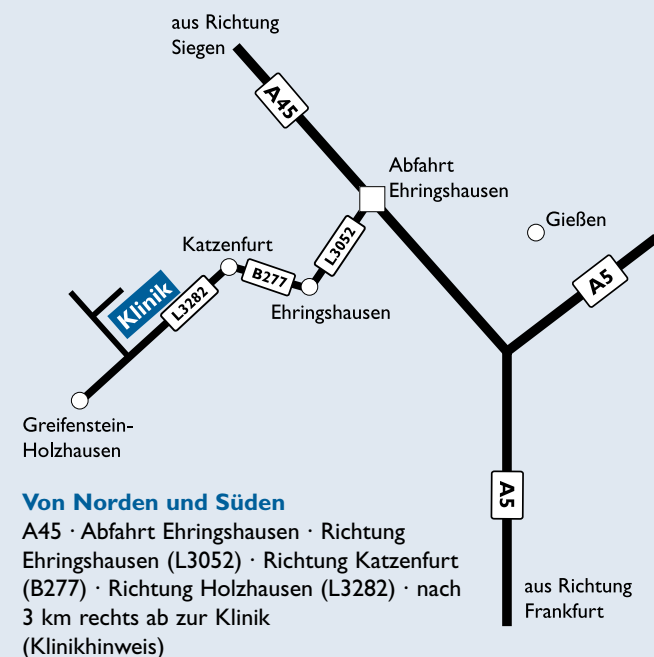 aus Richtung
Siegen
A45
Abfahrt
Ehringshausen
Gießen
L3052
Katzenfurt
B277
A5
Klinik
L3282
Ehringshausen
Greifenstein-
Holzhausen
A5
Von Norden und Süden
A45 · Abfahrt Ehringshausen · Richtung
Ehringshausen (L3052) · Richtung Katzenfurt
(B277) · Richtung Holzhausen (L3282) · nach
3 km rechts ab zur Klinik
(Klinikhinweis)
aus Richtung
Frankfurt